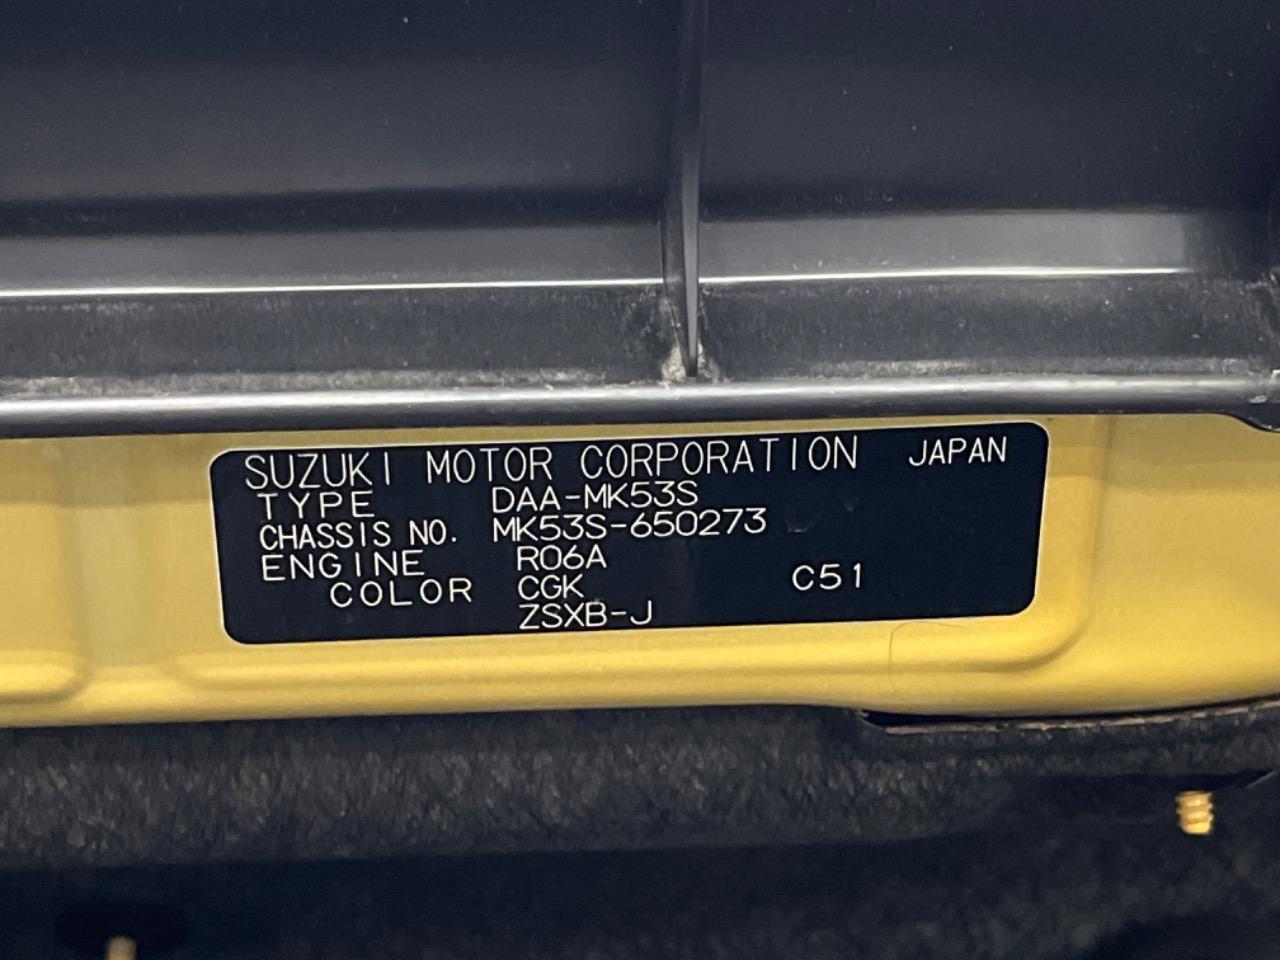 SUZUKI MOTOR CORPORATION JAPAN
TYPE DAA-MK53S
CHASSIS NO. MK53S-650273
ENGINE R06A
COLOR CGK C51
ZSXB-J